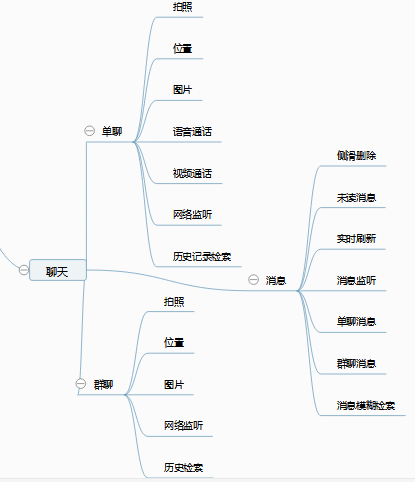 聊天
单聊
拍照
位置
图片
语音通话
视频通话
网络监听
历史记录检索
消息
侧滑删除
未读消息
实时刷新
消息监听
单聊消息
群聊消息
消息模糊检索
群聊
拍照
位置
图片
网络监听
历史检索